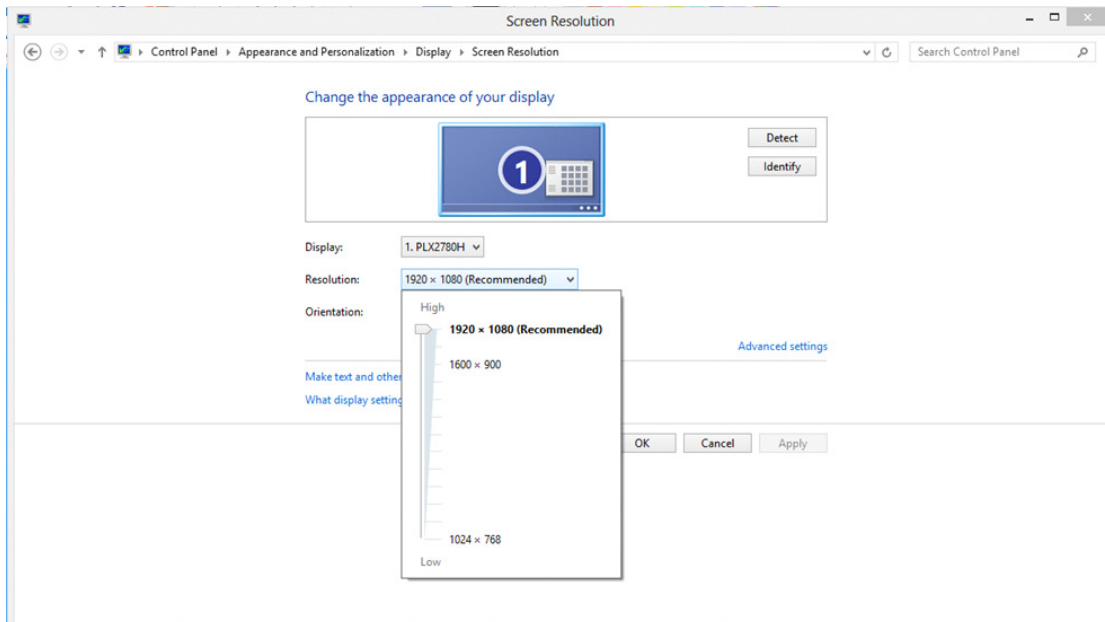 Screen Resolution
Control Panel Appearance and Personalization Display Screen Resolution
Search Control Panel
Change the appearance of your display
1
Detect
Identify
Display: 1. PLX2780H
Resolution: 1920 × 1080 (Recommended)
Orientation:
High
1920 × 1080 (Recommended)
1600 × 900
1024 × 768
Low
Advanced settings
Make text and other
What display setting
OK Cancel Apply